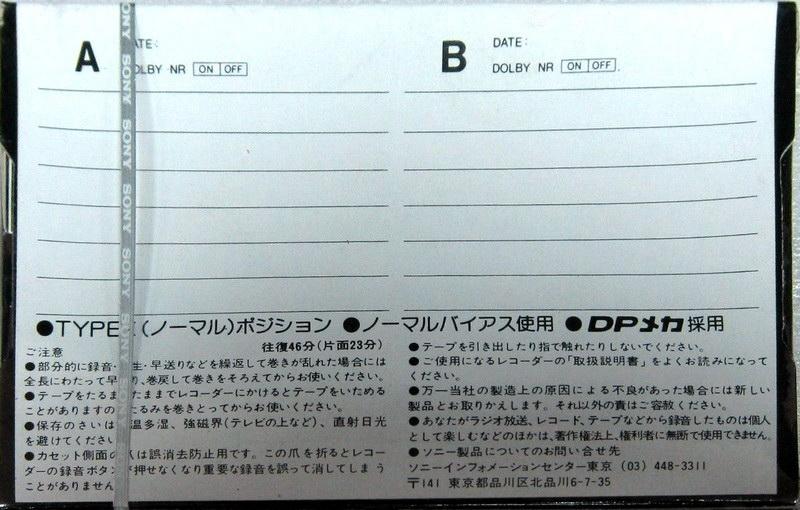 A
DATE:
DOLBY NR ON OFF
B
DATE:
DOLBY NR ON OFF
SONY SONY SONY SONY SONY SONY SONY
●TYPE (ノーマル)ポジション ●ノーマルバイアス使用 ●DPメカ採用
往復46分(片面23分)
ご注意
●部分的に録音・生・早送りなどを繰返して巻きが乱れた場合には
全長にわたって早り、巻戻して巻きをそろえてからお使いください。
●テープをたるまたままでレコーダーにかけるとテープをいためる
ことがありますのたるみを巻きとってからお使いください。
●保存のさいは温多湿、強磁界(テレビの上など)、直射日光
を避けてください
●カセット側面の爪は誤消去防止用です。この爪を折るとレコー
ダーの録音ボタンが押せなくなり重要な録音を誤って消してしまう
ことがありません
●テープを引き出したり指で触れたりしないでください。
●ご使用になるレコーダーの「取扱説明書」をよくお読みになって
ください。
●万一当社の製造上の原因による不良があった場合には新しい
製品とお取りかえします。それ以外の責はご容赦ください。
●あなたがラジオ放送、レコード、テープなどから録音したものは個人
として楽しむなどのほかは、著作権法上、権利者に無断で使用できません。
●ソニー製品についてのお問い合せ先
ソニーインフォメーションセンター東京 (03) 448-3311
〒141 東京都品川区北品川6-7-35